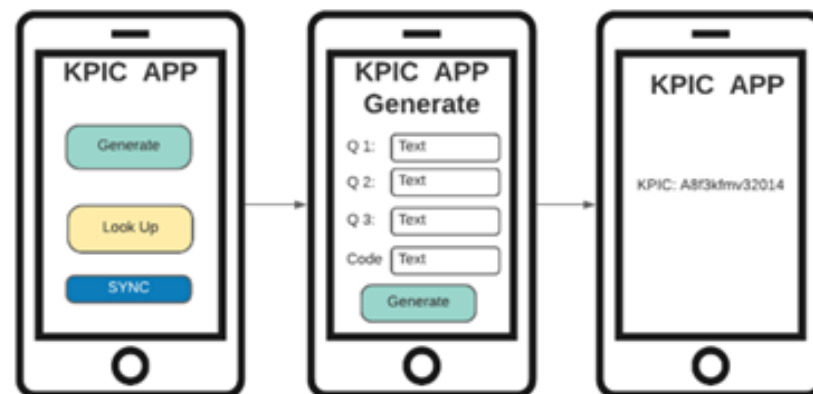 KPIC APP
Generate
Look Up
SYNC
KPIC APP
Generate
Q 1: Text
Q 2: Text
Q 3: Text
Code Text
Generate
KPIC APP
KPIC: A8f3kfmv32014